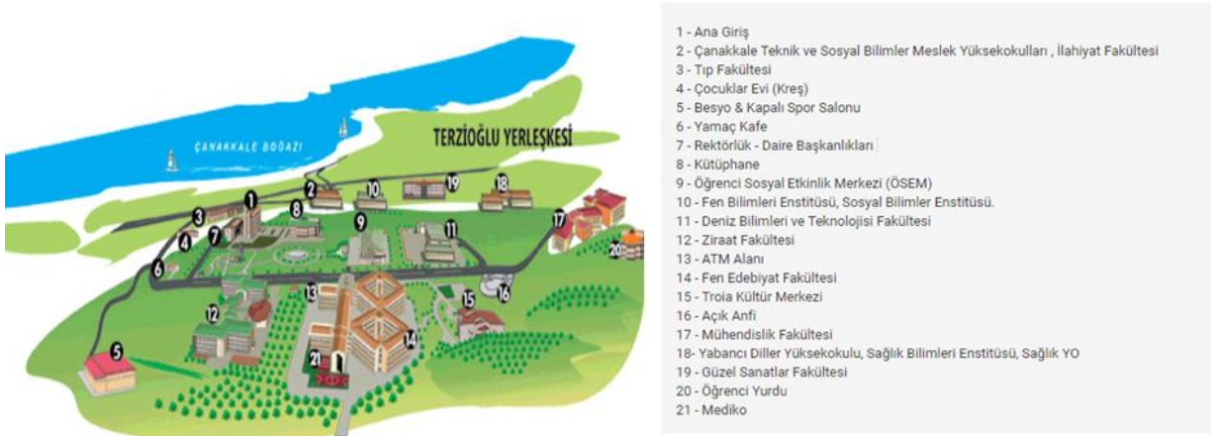 ÇANAKKALE BOĞAZI
TERZİOĞLU YERLEŞKESİ
19
18
2
10
1
3
8
17
9
11
7
4
20
6
13
16
15
12
14
5
21
1 - Ana Giriş
2 - Çanakkale Teknik ve Sosyal Bilimler Meslek Yüksekokulları , İlahiyat Fakültesi
3 - Tıp Fakültesi
4 - Çocuklar Evi (Kreş)
5 - Besyo & Kapalı Spor Salonu
6 - Yamaç Kafe
7 - Rektörlük - Daire Başkanlıkları
8 - Kütüphane
9 - Öğrenci Sosyal Etkinlik Merkezi (ÖSEM)
10 - Fen Bilimleri Enstitüsü, Sosyal Bilimler Enstitüsü.
11 - Deniz Bilimleri ve Teknolojisi Fakültesi
12 - Ziraat Fakültesi
13 - ATM Alanı
14 - Fen Edebiyat Fakültesi
15 - Troia Kültür Merkezi
16 - Açık Anfi
17 - Mühendislik Fakültesi
18- Yabancı Diller Yüksekokulu, Sağlık Bilimleri Enstitüsü, Sağlık YO
19 - Güzel Sanatlar Fakültesi
20 - Öğrenci Yurdu
21 - Mediko